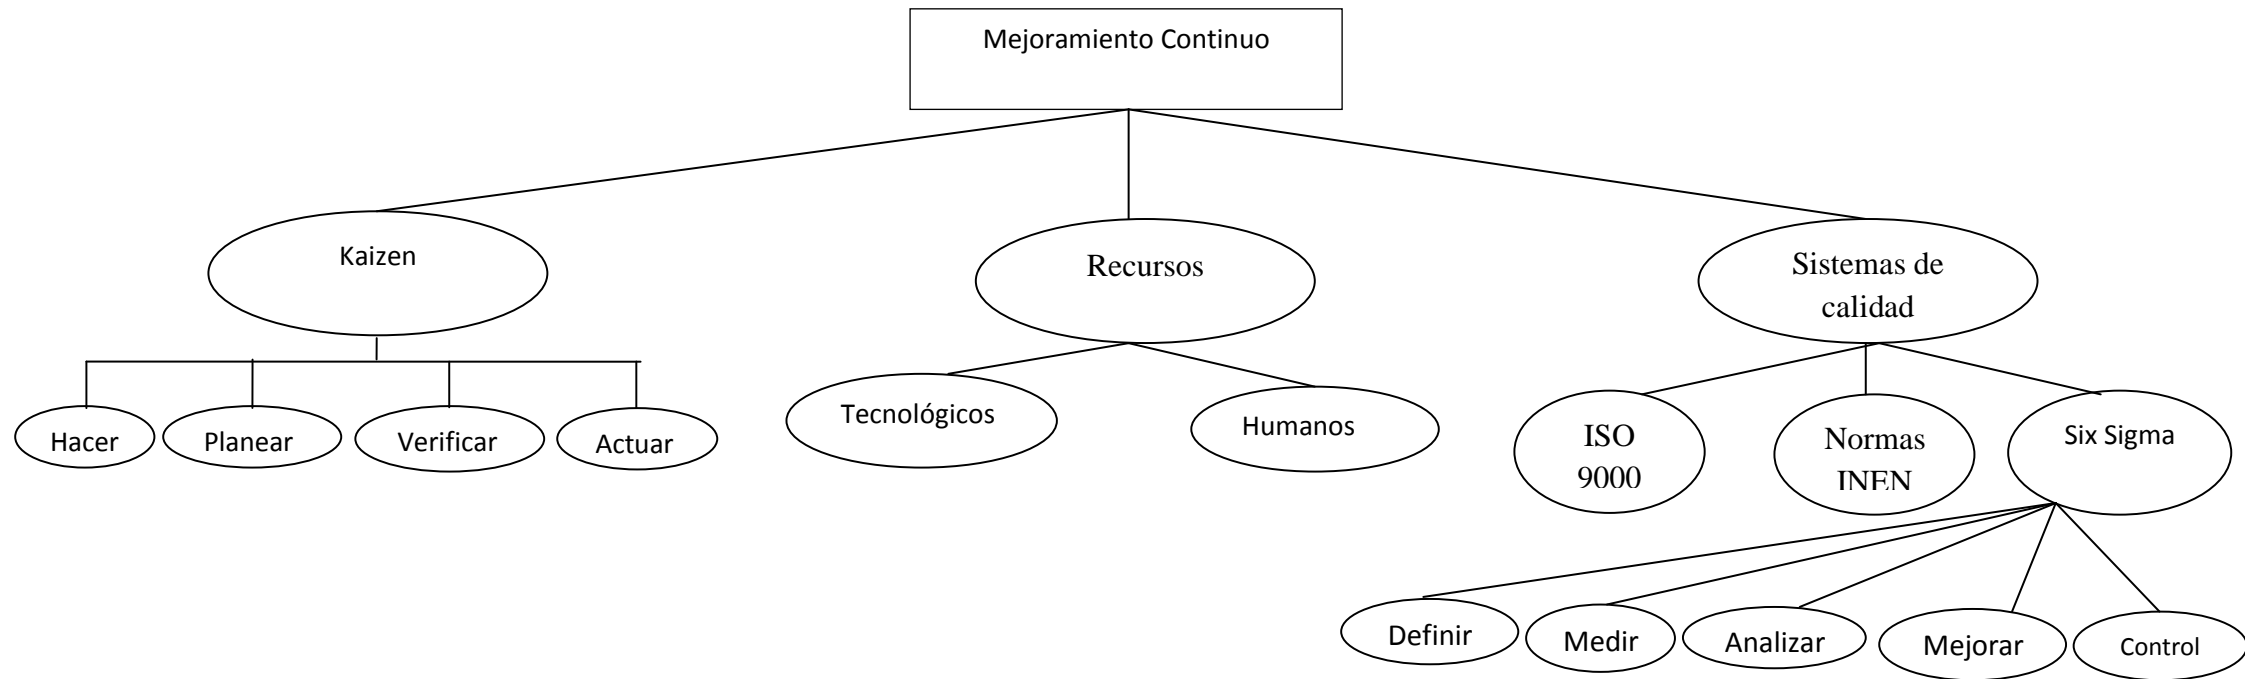 Mejoramiento Continuo
Kaizen
Recursos
Sistemas de
calidad
Hacer
Planear
Verificar
Actuar
Tecnológicos
Humanos
ISO
9000
Normas
INEN
Six Sigma
Definir
Medir
Analizar
Mejorar
Control